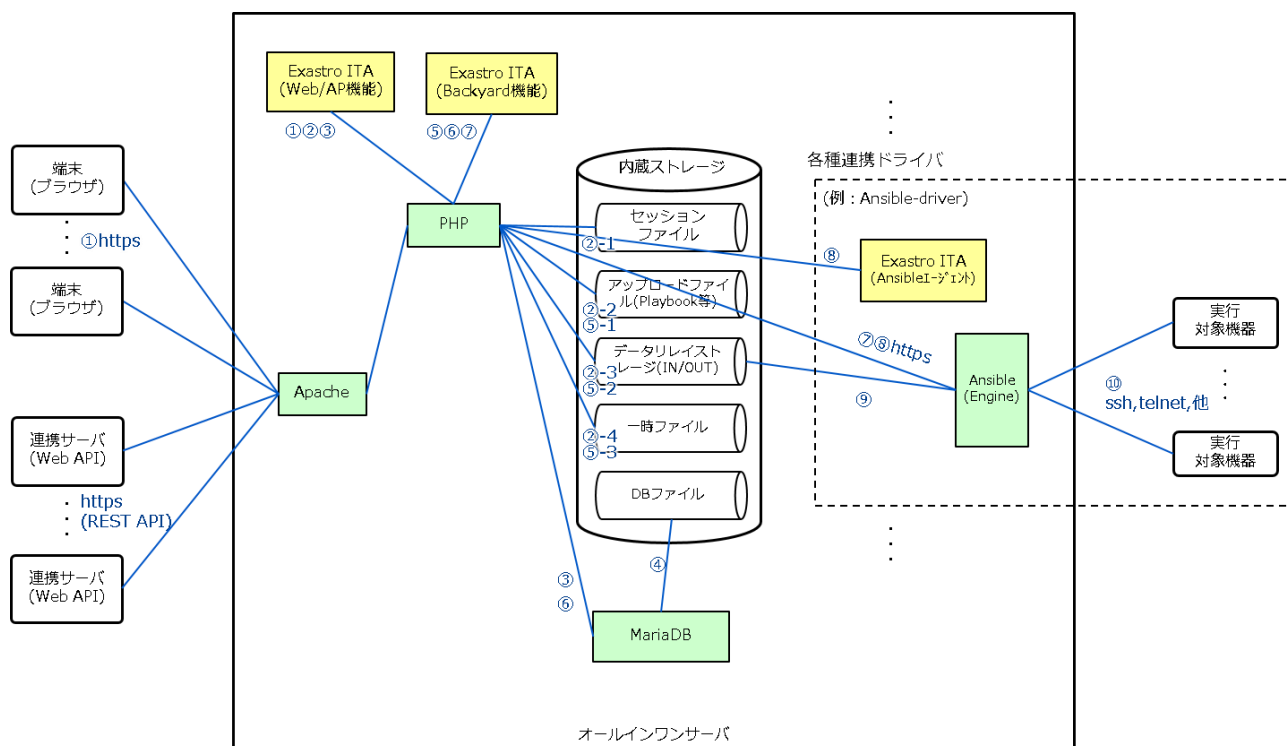 Exastro ITA
(Web/AP機能)
Exastro ITA
(Backyard機能)
①②③
⑤⑥⑦
端末
(ブラウザ)
①https
端末
(ブラウザ)
連携サーバ
(Web API)
https
(REST API)
連携サーバ
(Web API)
Apache
PHP
内蔵ストレージ
セッション
ファイル
②-1
アップロードファイ
ル(Playbook等)
②-2
⑤-1
データリレイスト
レージ(IN/OUT)
②-3
⑤-2
一時ファイル
②-4
⑤-3
DBファイル
④
③
⑥
MariaDB
各種連携ドライバ
(例：Ansible-driver)
⑧
Exastro ITA
(Ansibleｴｰｼﾞｪﾝﾄ)
⑦⑧https
⑨
Ansible
(Engine)
⑩
ssh,telnet,他
実行
対象機器
実行
対象機器
オールインワンサーバ